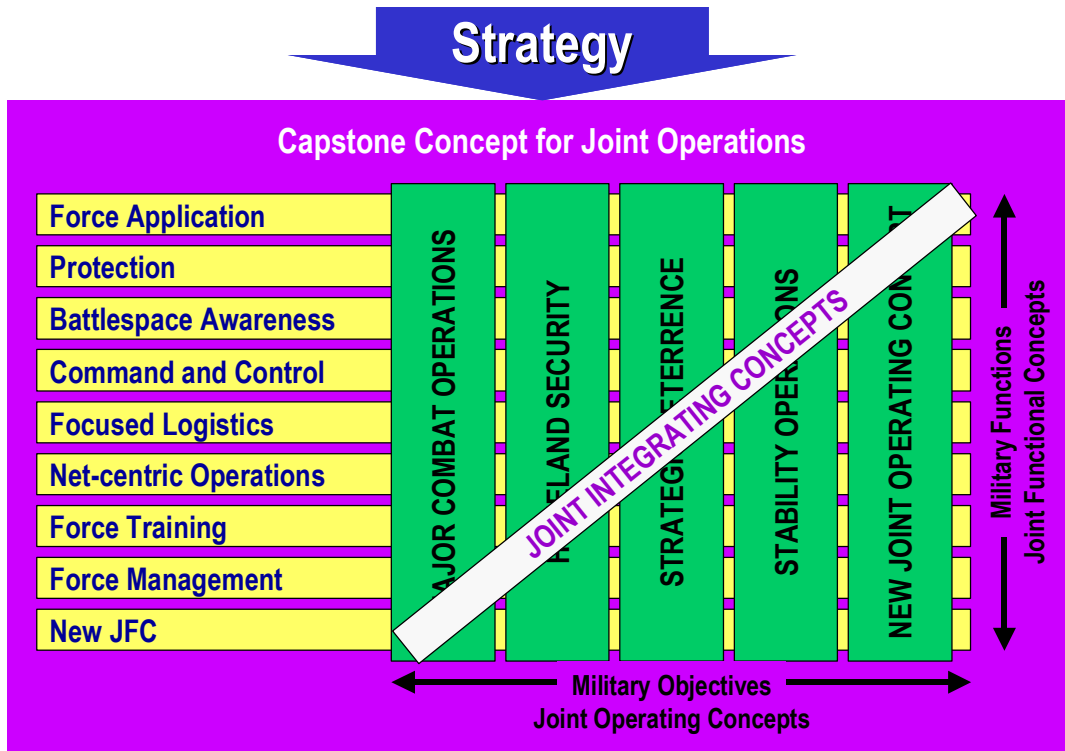 Strategy
Capstone Concept for Joint Operations
Force Application
Protection
Battlespace Awareness
Command and Control
Focused Logistics
Net-centric Operations
Force Training
Force Management
New JFC
AJOR COMBAT OPERATIONS
H ELAND SECURITY
STRATEGI ETERRENCE
STABILITY OPER ONS
NEW JOINT OPERATING CON T
JOINT INTEGRATING CONCEPTS
Military Functions
Joint Functional Concepts
Military Objectives
Joint Operating Concepts